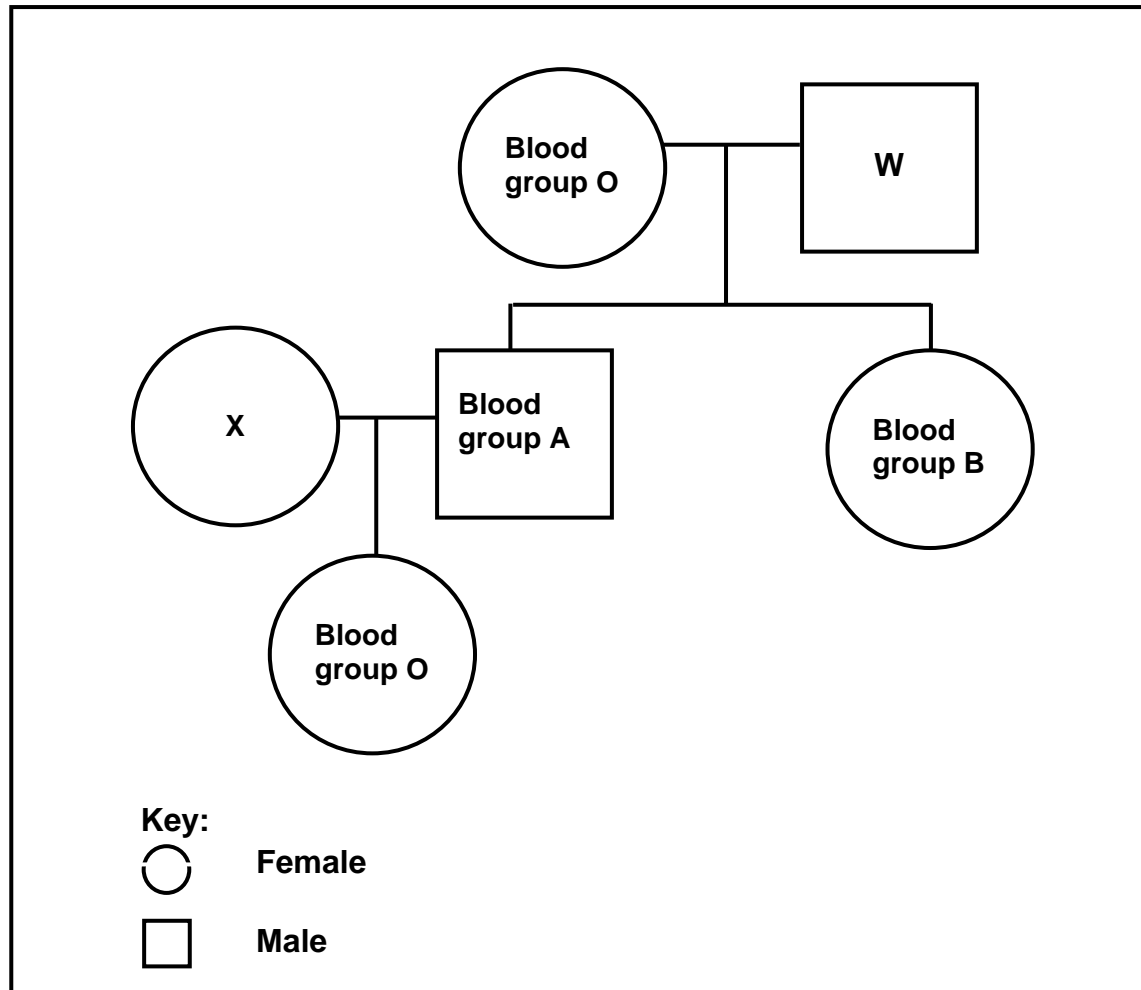 Blood
group O
W
X
Blood
group A
Blood
group B
Blood
group O
Key:
Female
Male